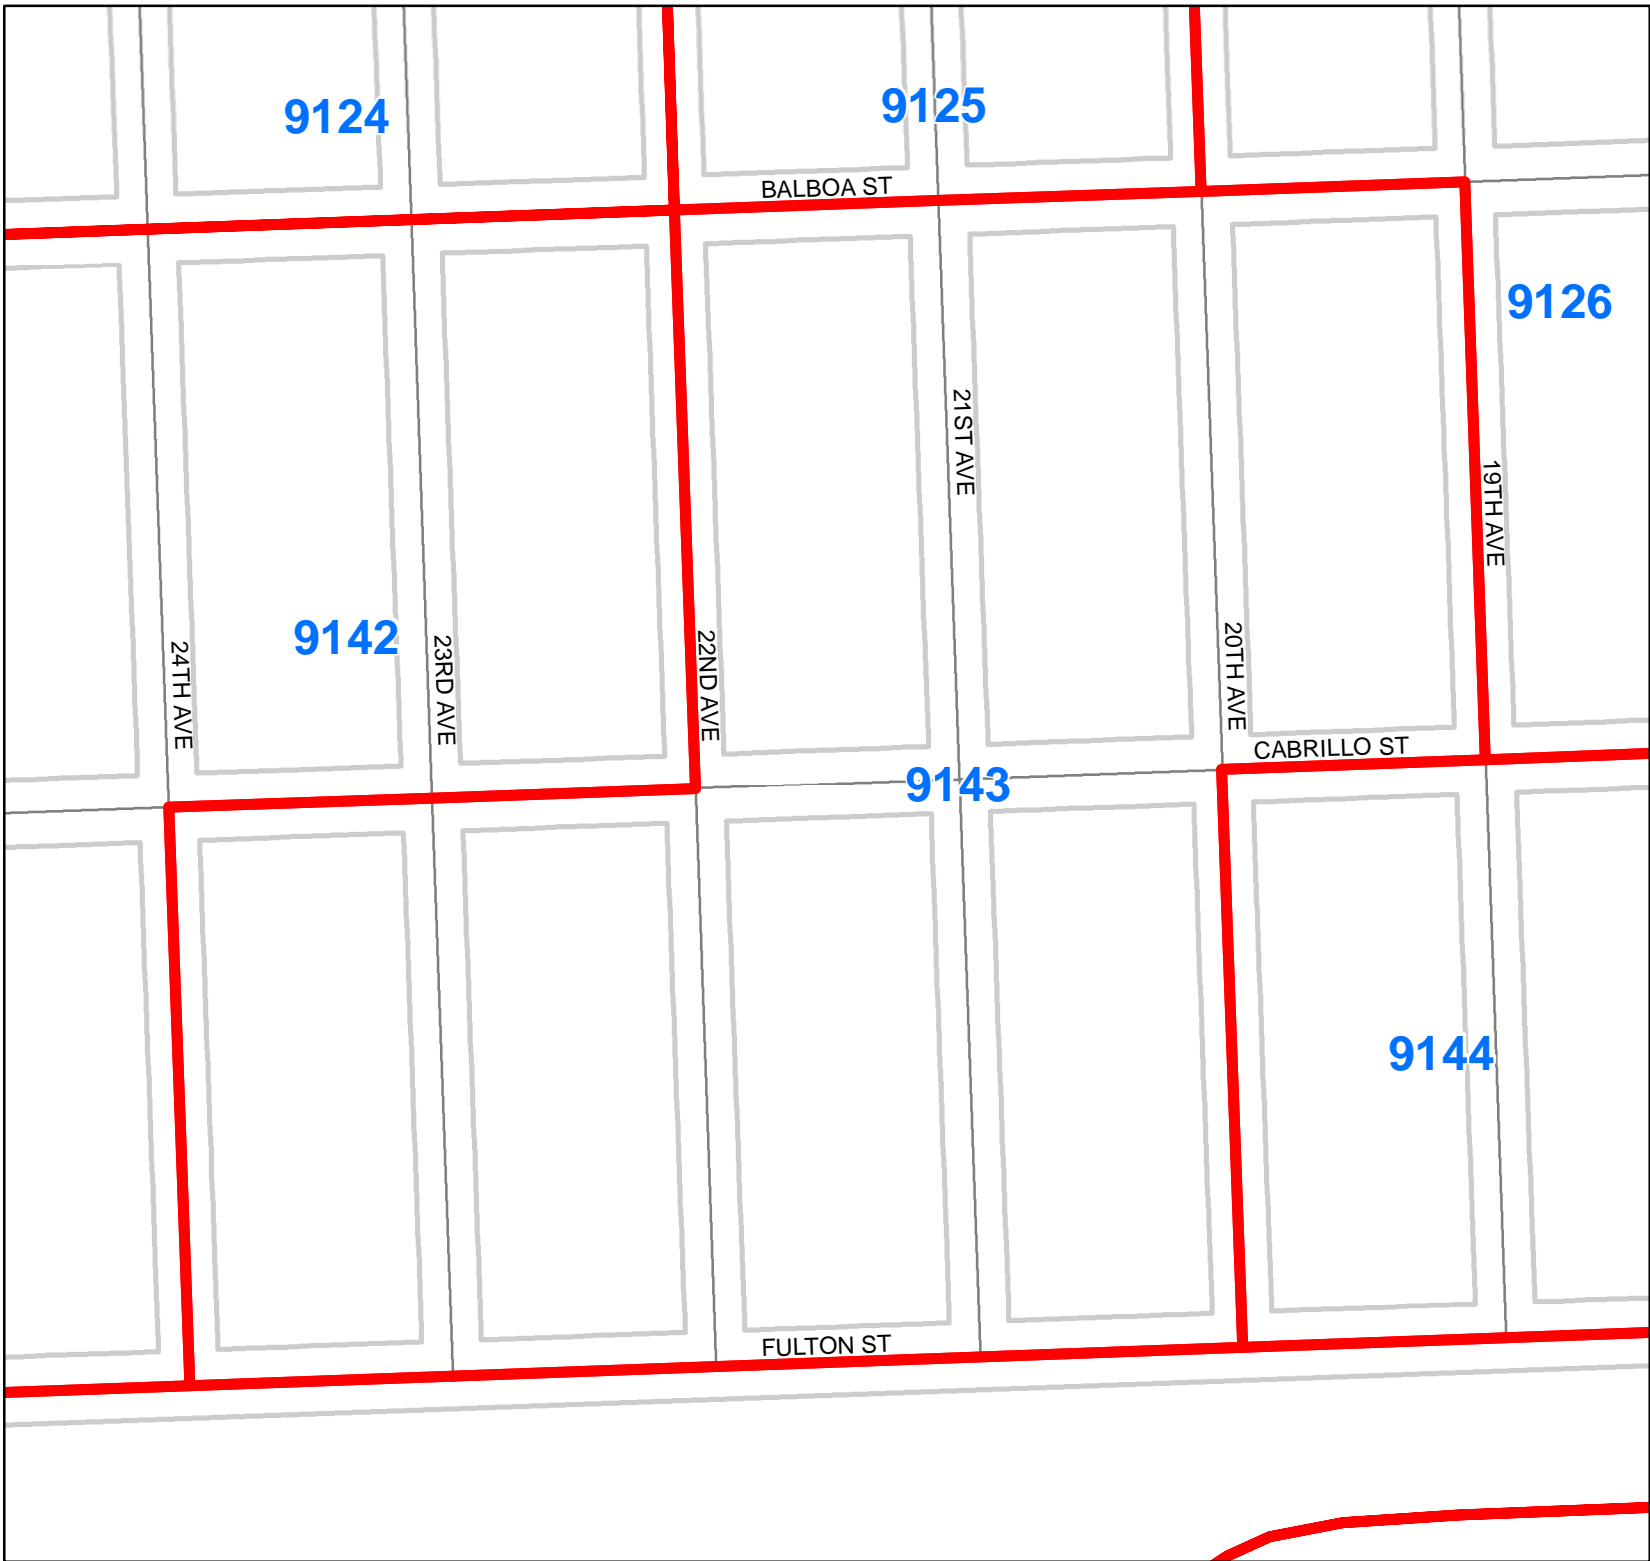 9124
9125
BALBOA ST
9126
21ST AVE
19TH AVE
9142
24TH AVE
23RD AVE
22ND AVE
20TH AVE
CABRILLO ST
9143
9144
FULTON ST